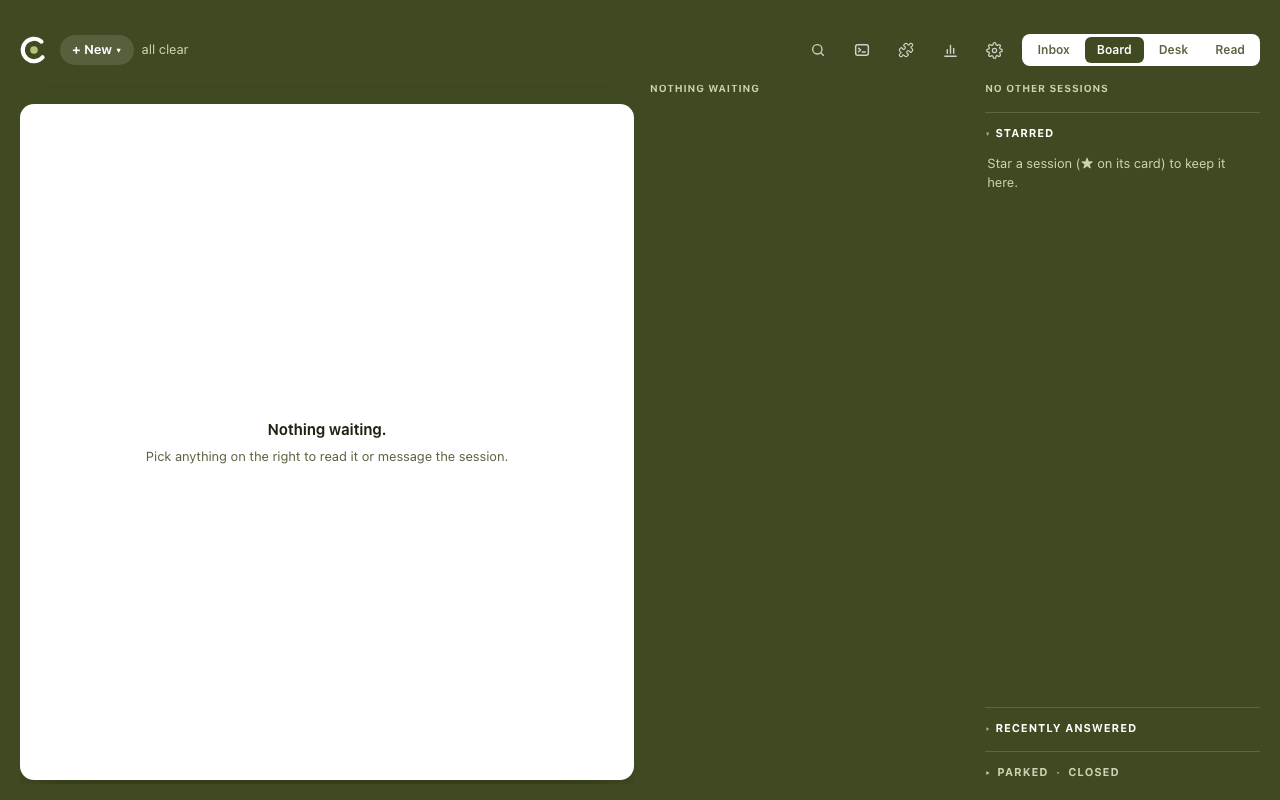 + New ▾
all clear
Inbox
Board
Desk
Read
NOTHING WAITING
NO OTHER SESSIONS
▾ STARRED
Star a session (★ on its card) to keep it
here.
Nothing waiting.
Pick anything on the right to read it or message the session.
▸ RECENTLY ANSWERED
▸ PARKED · CLOSED